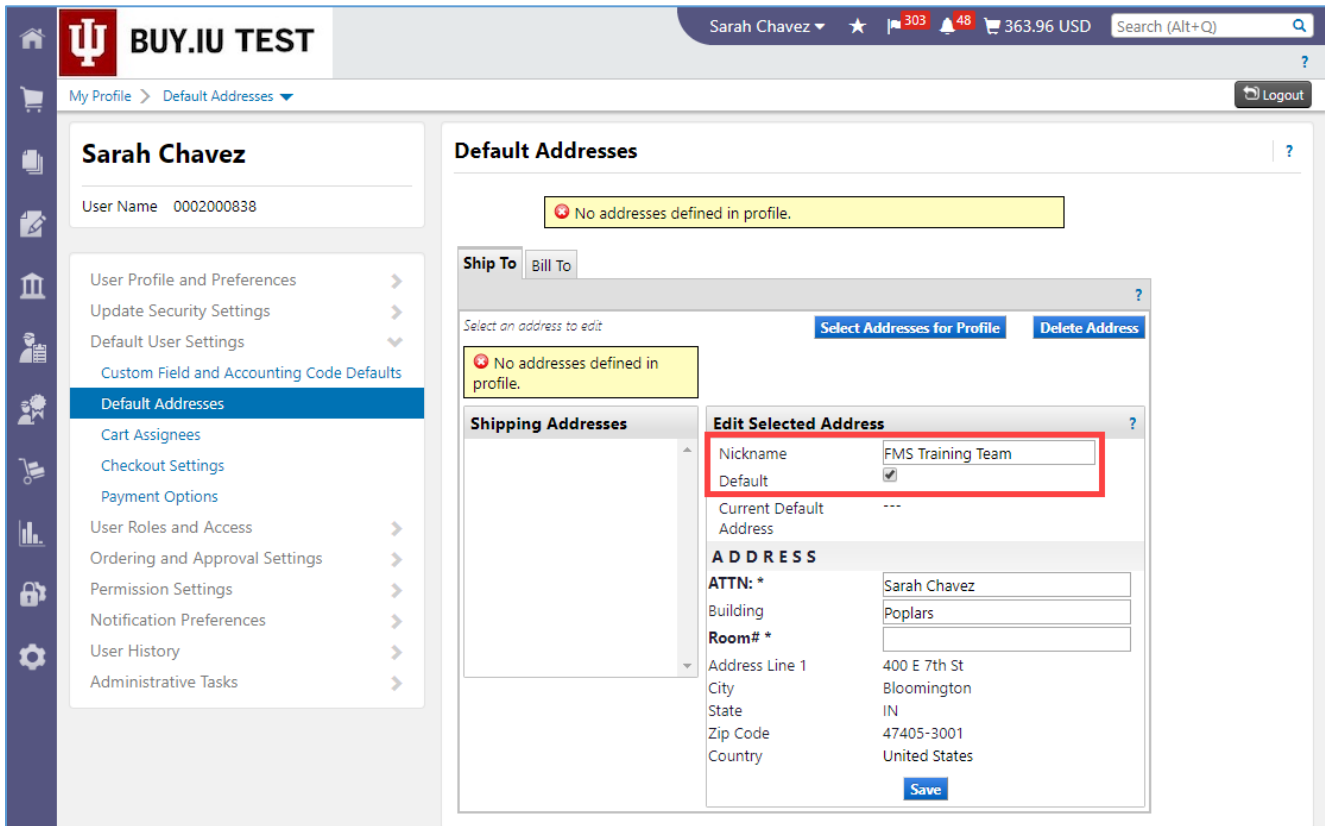 BUY.IU TEST
Sarah Chavez 303 48 363.96 USD Search (Alt+Q)
?
My Profile > Default Addresses Logout
Sarah Chavez
User Name 0002000838
User Profile and Preferences
Update Security Settings
Default User Settings
Custom Field and Accounting Code Defaults
Default Addresses
Cart Assignees
Checkout Settings
Payment Options
User Roles and Access
Ordering and Approval Settings
Permission Settings
Notification Preferences
User History
Administrative Tasks
Default Addresses ?
No addresses defined in profile.
Ship To Bill To
?
Select an address to edit Select Addresses for Profile Delete Address
No addresses defined in
profile.
Shipping Addresses
Edit Selected Address ?
Nickname FMS Training Team
Default
Current Default ---
Address
ADDRESS
ATTN: * Sarah Chavez
Building Poplars
Room# *
Address Line 1 400 E 7th St
City Bloomington
State IN
Zip Code 47405-3001
Country United States
Save